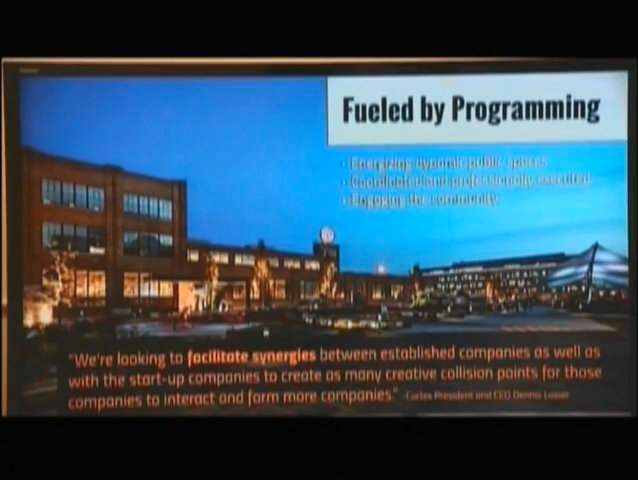 Fueled by Programming
· Energizing dynamic public spaces
· Coordinated and professionally executed
· Engaging the community
"We're looking to facilitate synergies between established companies as well as
with the start-up companies to create as many creative collision points for those
companies to interact and form more companies." -Cortex President and CEO Dennis Lower